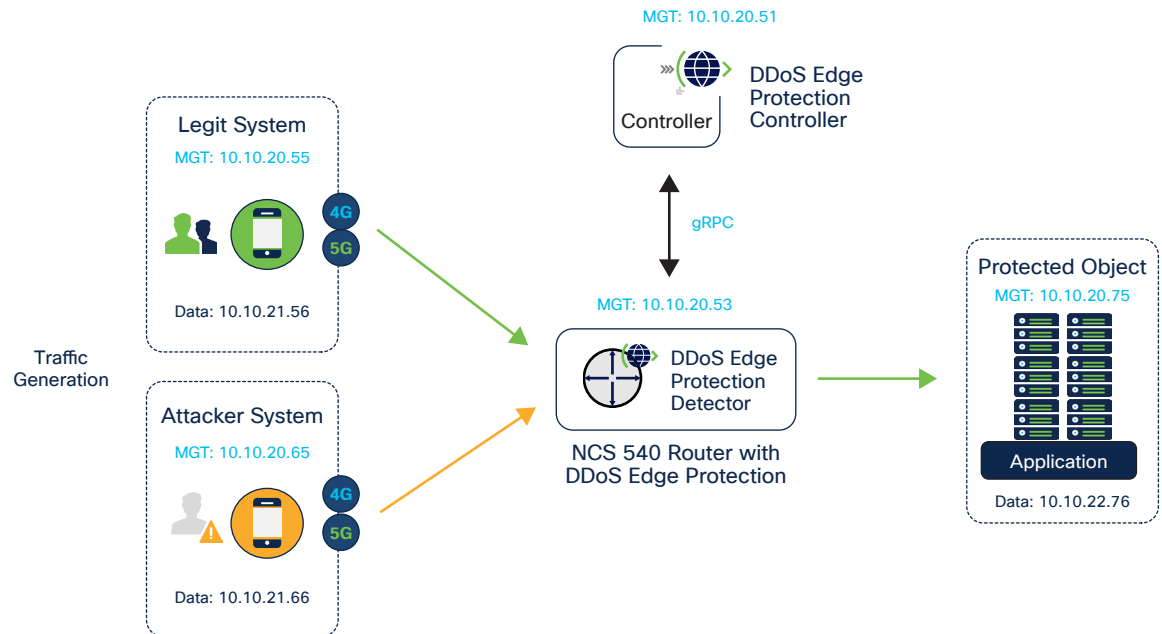 MGT: 10.10.20.51
Controller
DDoS Edge
Protection
Controller
Legit System
MGT: 10.10.20.55
4G
5G
Data: 10.10.21.56
gRPC
Traffic
Generation
Attacker System
MGT: 10.10.20.65
4G
5G
Data: 10.10.21.66
MGT: 10.10.20.53
DDoS Edge
Protection
Detector
NCS 540 Router with
DDoS Edge Protection
Protected Object
MGT: 10.10.20.75
Application
Data: 10.10.22.76